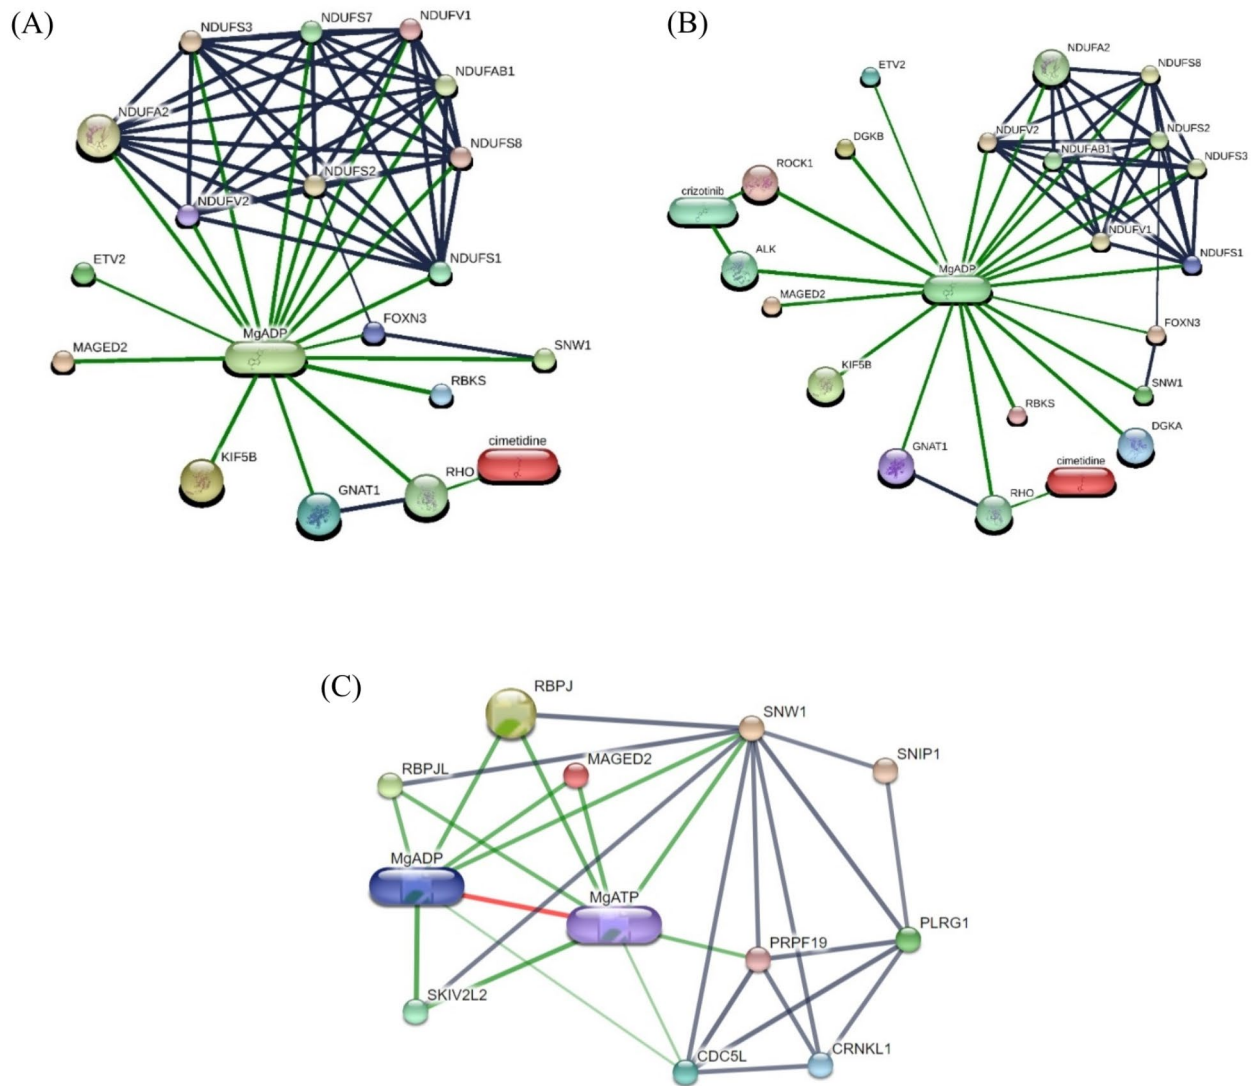 (A)
NDUFS3
NDUFS7
NDUFV1
NDUFAB1
NDUFA2
NDUFS8
NDUFS2
NDUFV2
NDUFS1
ETV2
FOXN3
MgADP
SNW1
MAGED2
RBKS
cimetidine
KIF5B
RHO
GNAT1
(B)
NDUFA2
ETV2
NDUFS8
DGKB
NDUFV2
NDUFS2
NDUFAB1
NDUFS3
ROCK1
crizotinib
NDUFV1
ALK
NDUFS1
MgADP
MAGED2
FOXN3
KIF5B
SNW1
RBKS
DGKA
GNAT1
cimetidine
RHO
(C)
RBPJ
SNW1
SNIP1
MAGED2
RBPJL
MgADP
MgATP
PLRG1
PRPF19
SKIV2L2
CDC5L
CRNKL1